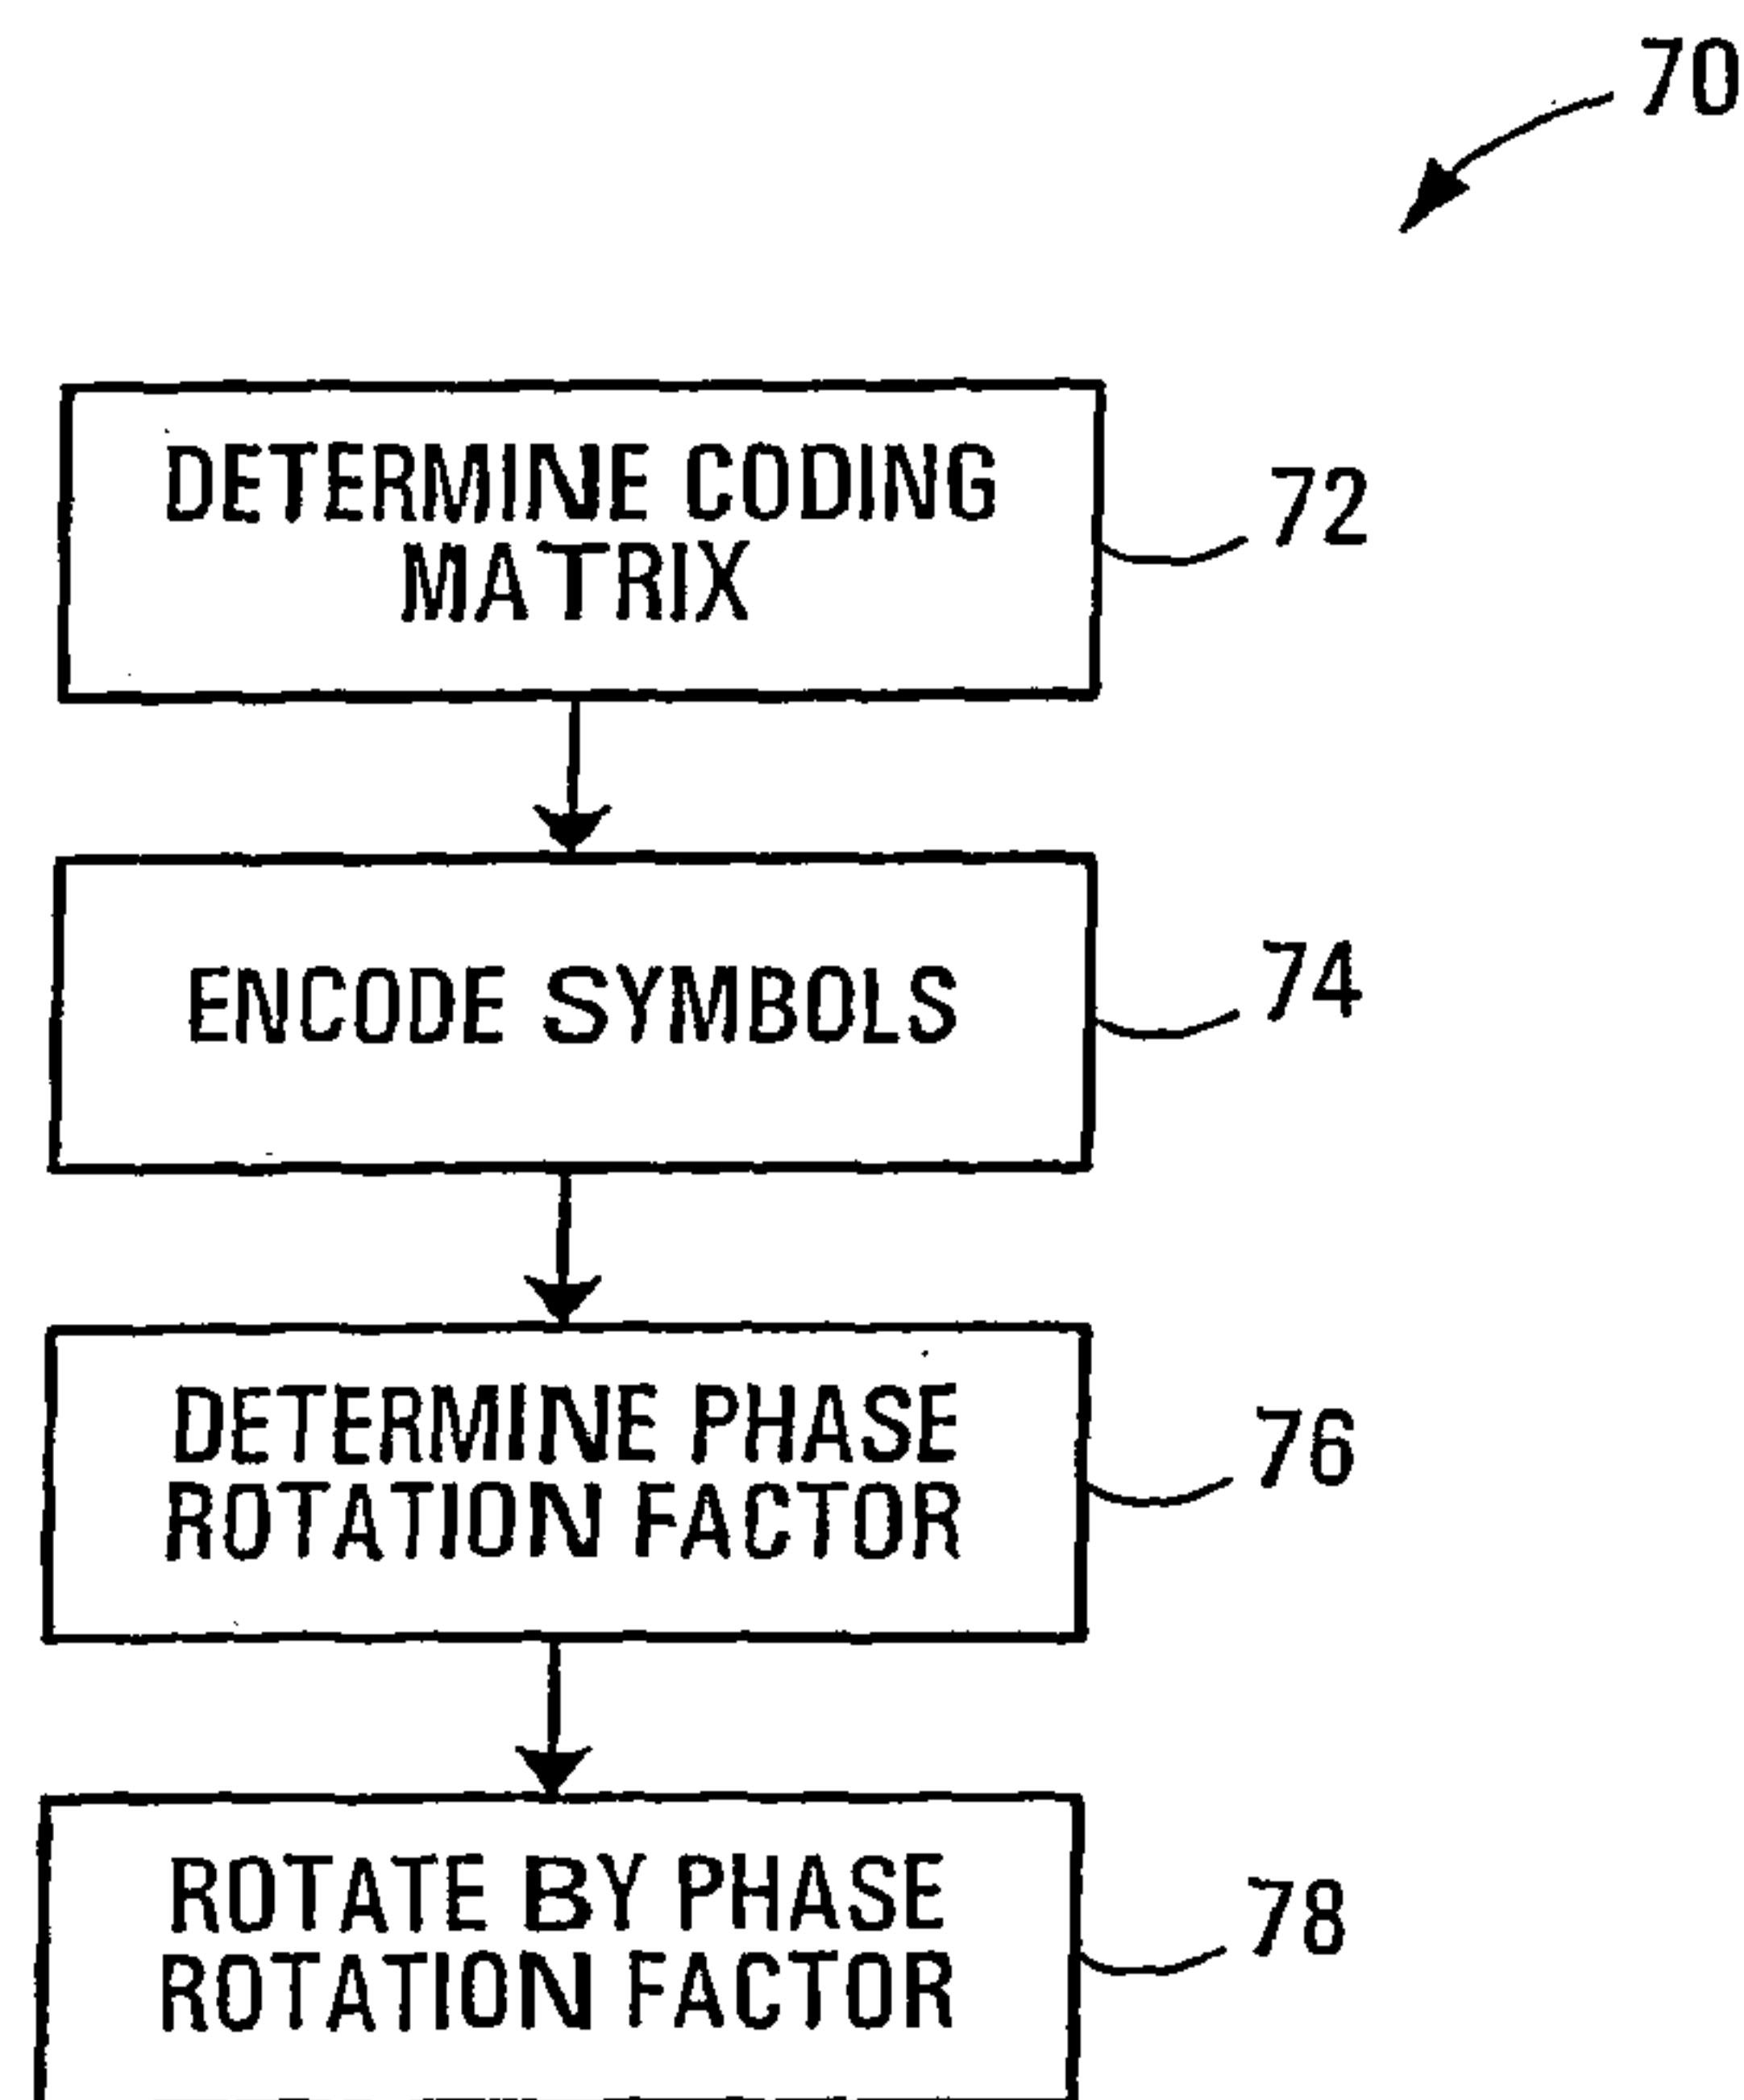 70
DETERMINE CODING
MATRIX
72
ENCODE SYMBOLS
74
DETERMINE PHASE
ROTATION FACTOR
76
ROTATE BY PHASE
ROTATION FACTOR
78